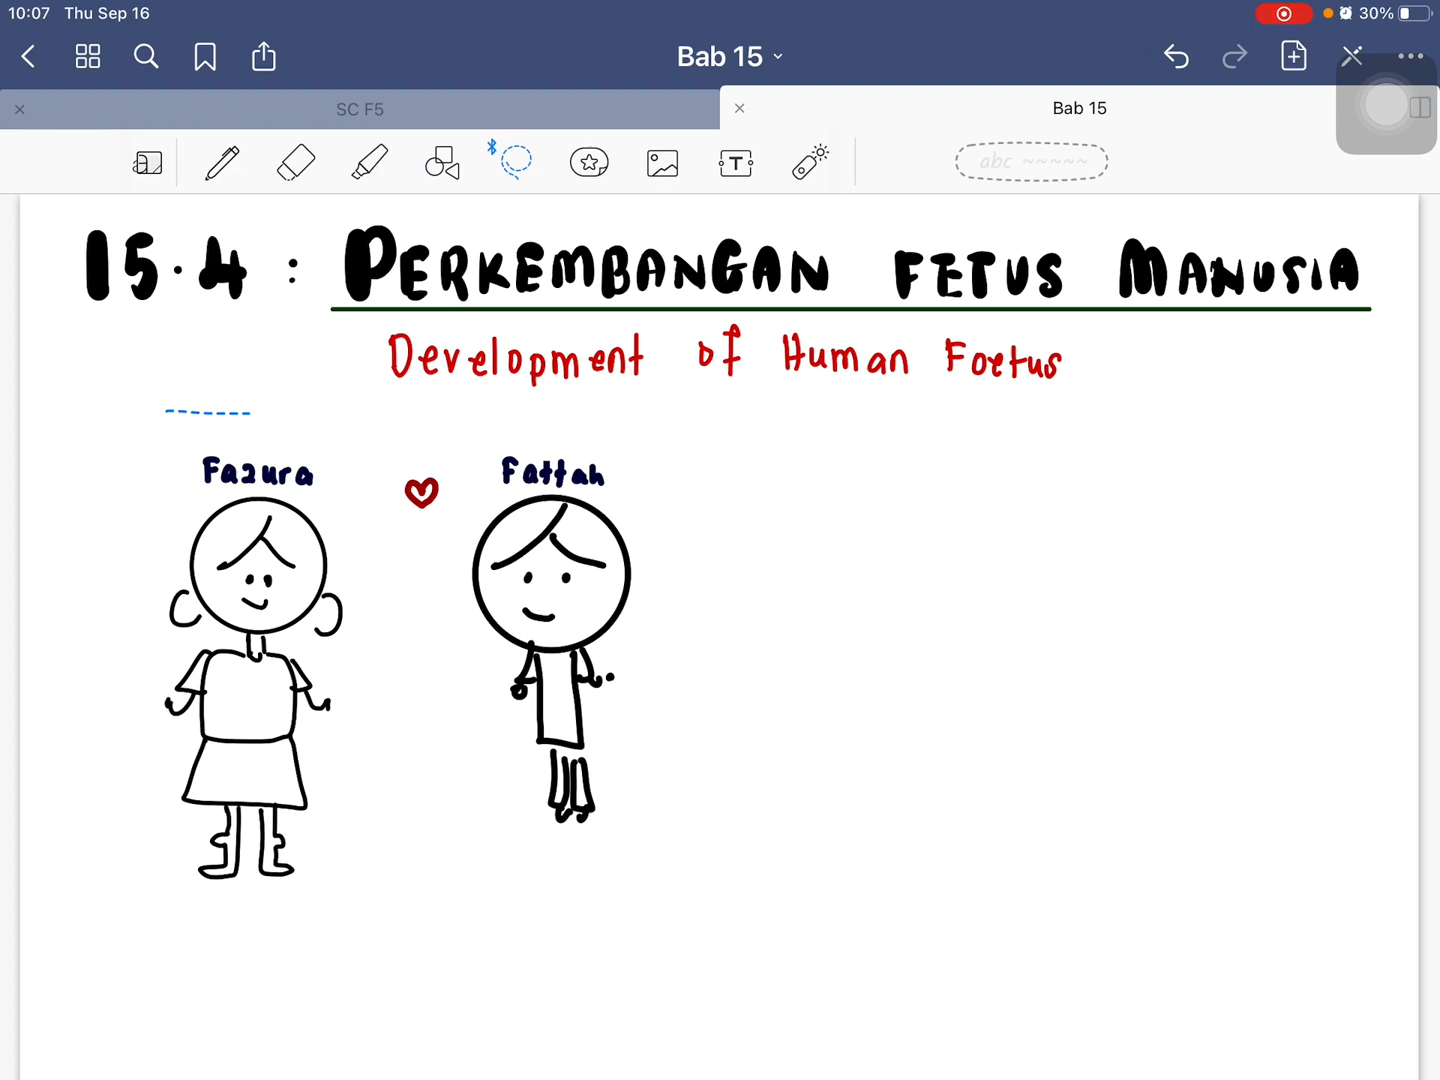 10:07 Thu Sep 16 30%
Bab 15
SC F5 Bab 15
T abc
15.4 : PERKEMBANGAN FETUS MANUSIA
Development of Human Foetus
Fazura Fattah